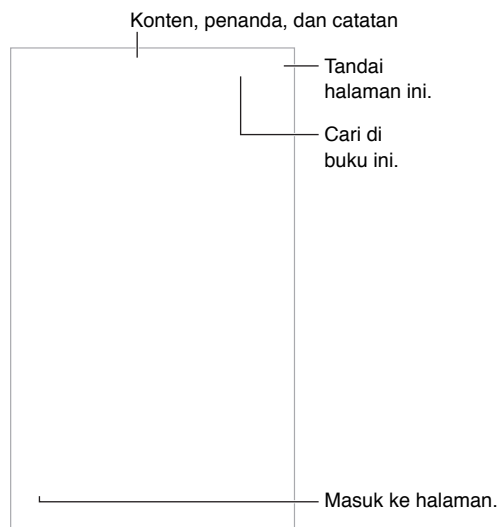 Konten, penanda, dan catatan
Tandai
halaman ini.
Cari di
buku ini.
Masuk ke halaman.